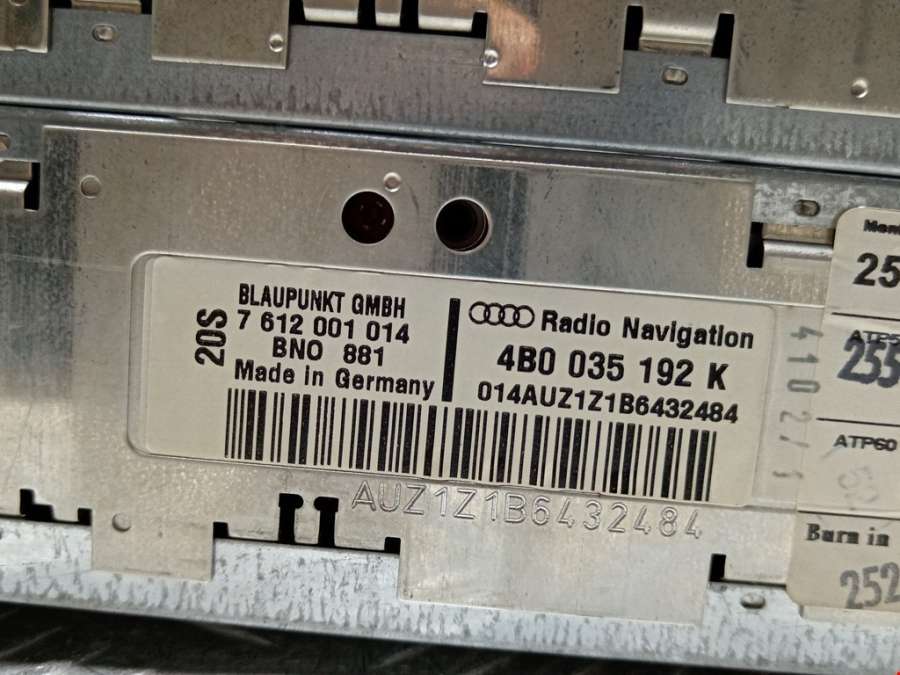 20S
BLAUPUNKT GMBH
7 612 001 014
BNO 881
Made in Germany
Radio Navigation
4B0 035 192 K
014AUZ1Z1B6432484
AUZ1Z1B6432484
25
255
ATP60
Burn in
252